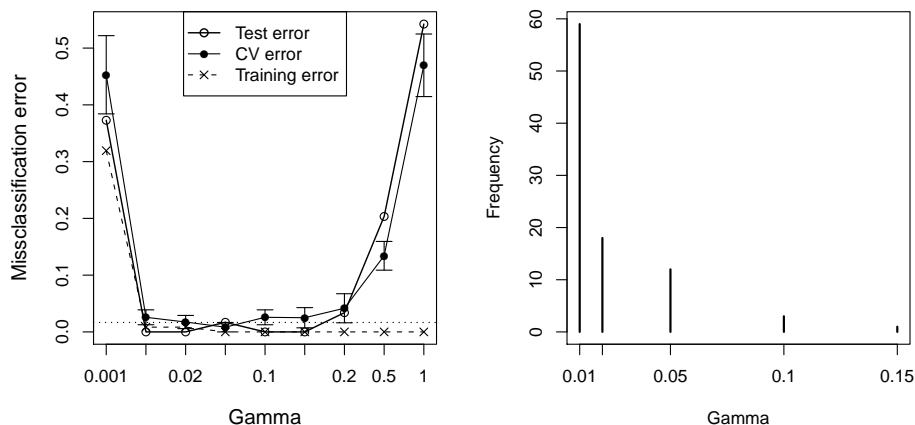 Test error
CV error
Training error
Missclassification error
0.0 0.1 0.2 0.3 0.4 0.5
0.001 0.02 0.1 0.2 0.5 1
Gamma
Frequency
0 10 20 30 40 50 60
0.01 0.05 0.1 0.15
Gamma